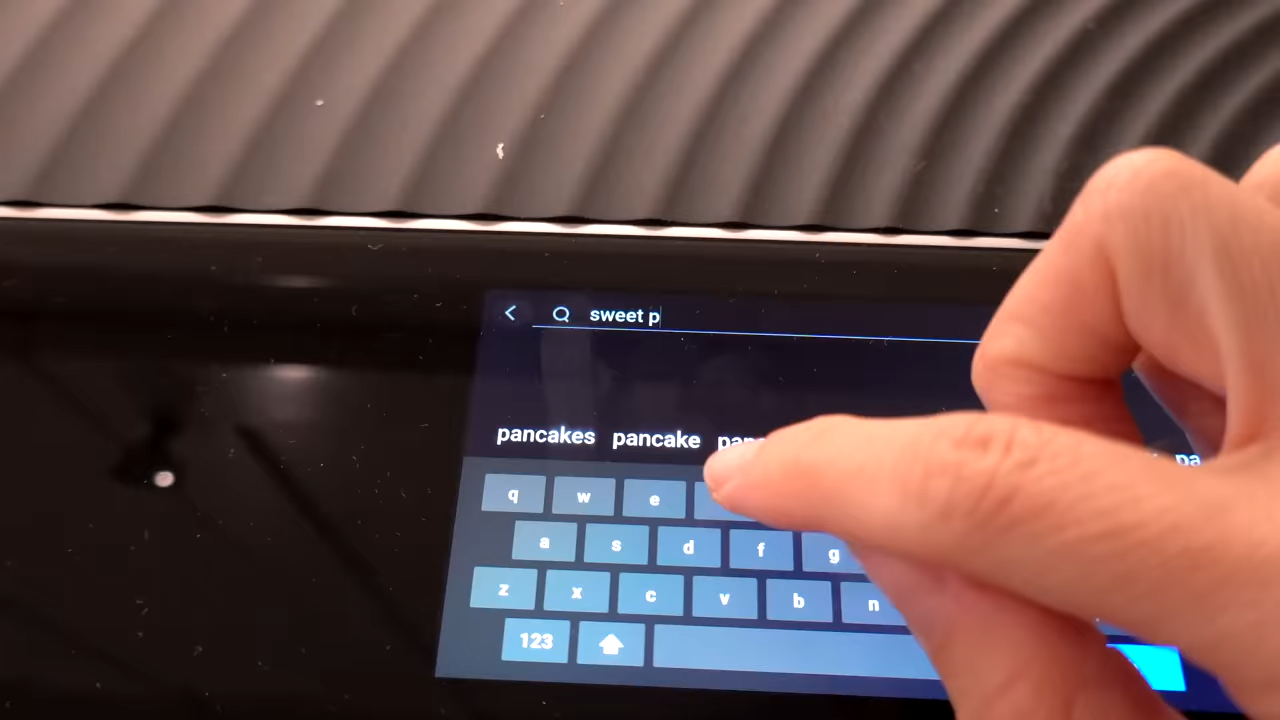 sweet p
pancakes pancake
q w e
a s d f g
z x c v b n
123